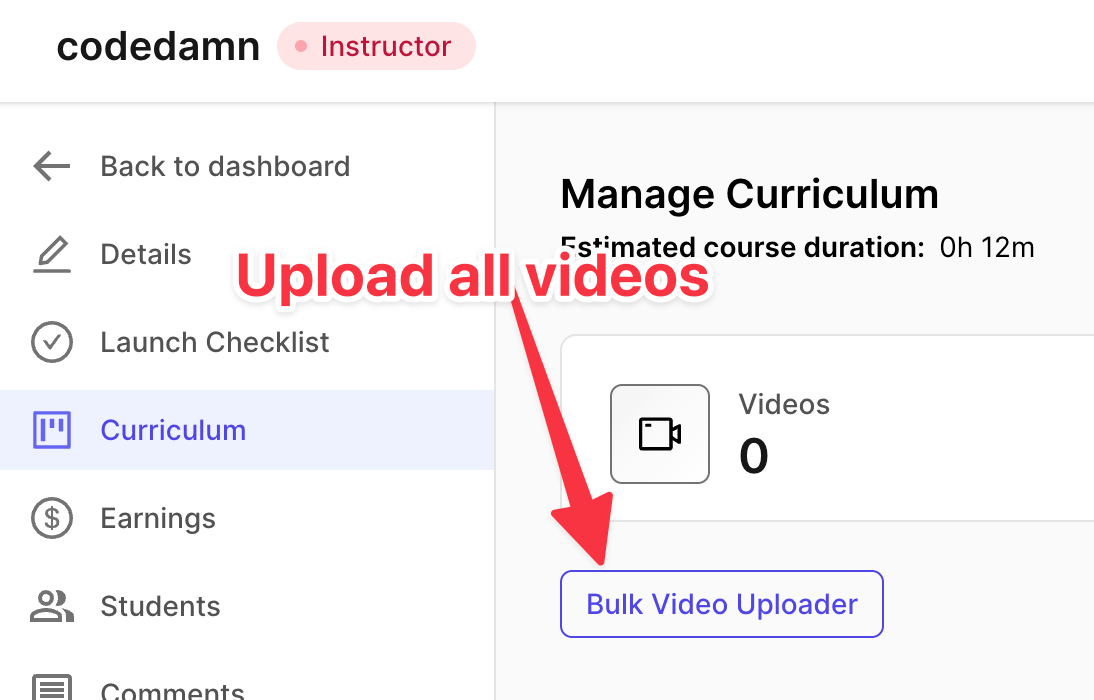 codedamn
Instructor
Back to dashboard
Details
Launch Checklist
Curriculum
Earnings
Students
Comments
Manage Curriculum
Estimated course duration: 0h 12m
Upload all videos
Videos
0
Bulk Video Uploader